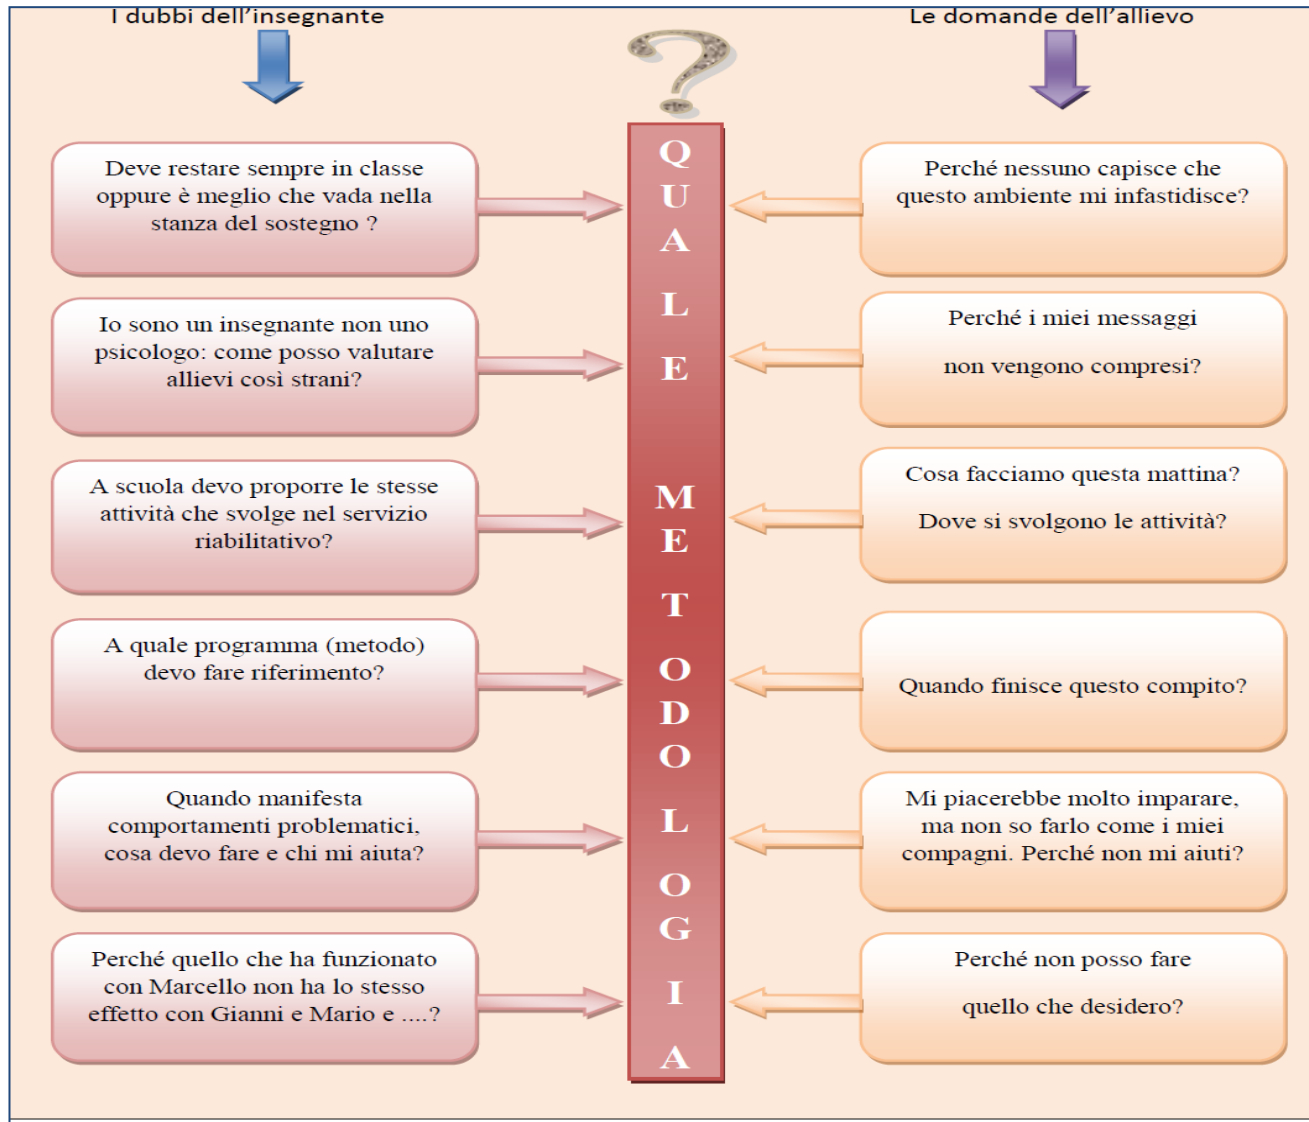 I dubbi dell'insegnante
Le domande dell'allievo
?
QUALE METODOLOGIA
Deve restare sempre in classe
oppure è meglio che vada nella
stanza del sostegno ?
Perché nessuno capisce che
questo ambiente mi infastidisce?
Io sono un insegnante non uno
psicologo: come posso valutare
allievi così strani?
Perché i miei messaggi
non vengono compresi?
A scuola devo proporre le stesse
attività che svolge nel servizio
riabilitativo?
Cosa facciamo questa mattina?
Dove si svolgono le attività?
A quale programma (metodo)
devo fare riferimento?
Quando finisce questo compito?
Quando manifesta
comportamenti problematici,
cosa devo fare e chi mi aiuta?
Mi piacerebbe molto imparare,
ma non so farlo come i miei
compagni. Perché non mi aiuti?
Perché quello che ha funzionato
con Marcello non ha lo stesso
effetto con Gianni e Mario e ....?
Perché non posso fare
quello che desidero?